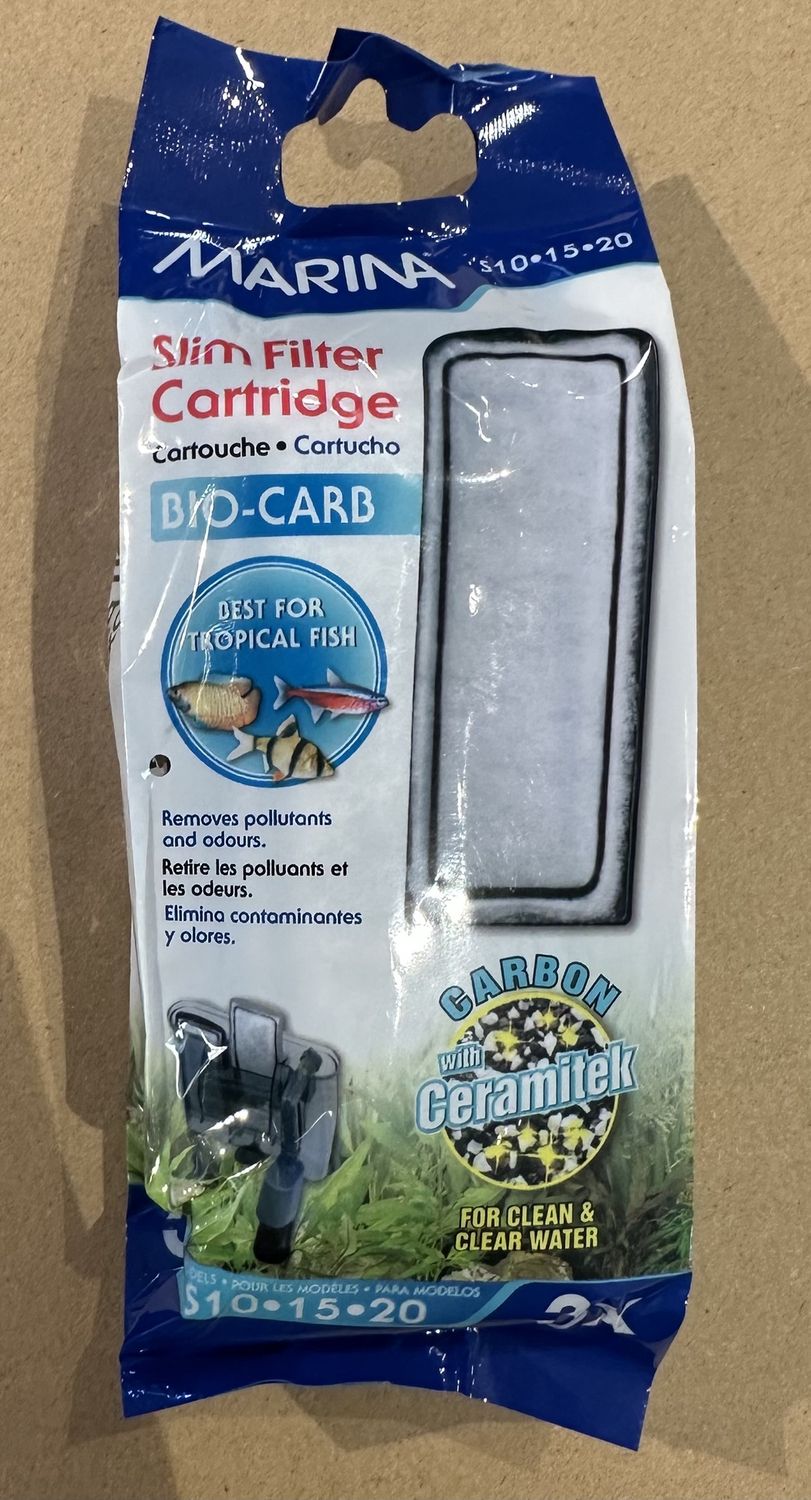 MARINA
S10•15•20
Slim Filter
Cartridge
Cartouche • Cartucho
BIO-CARB
BEST FOR
TROPICAL FISH
Removes pollutants
and odours.
Retire les polluants et
les odeurs.
Elimina contaminantes
y olores.
CARBON
with
Ceramitek
FOR CLEAN &
CLEAR WATER
• POUR LES MODÈLES • PARA MODELOS
S10•15•20
3X